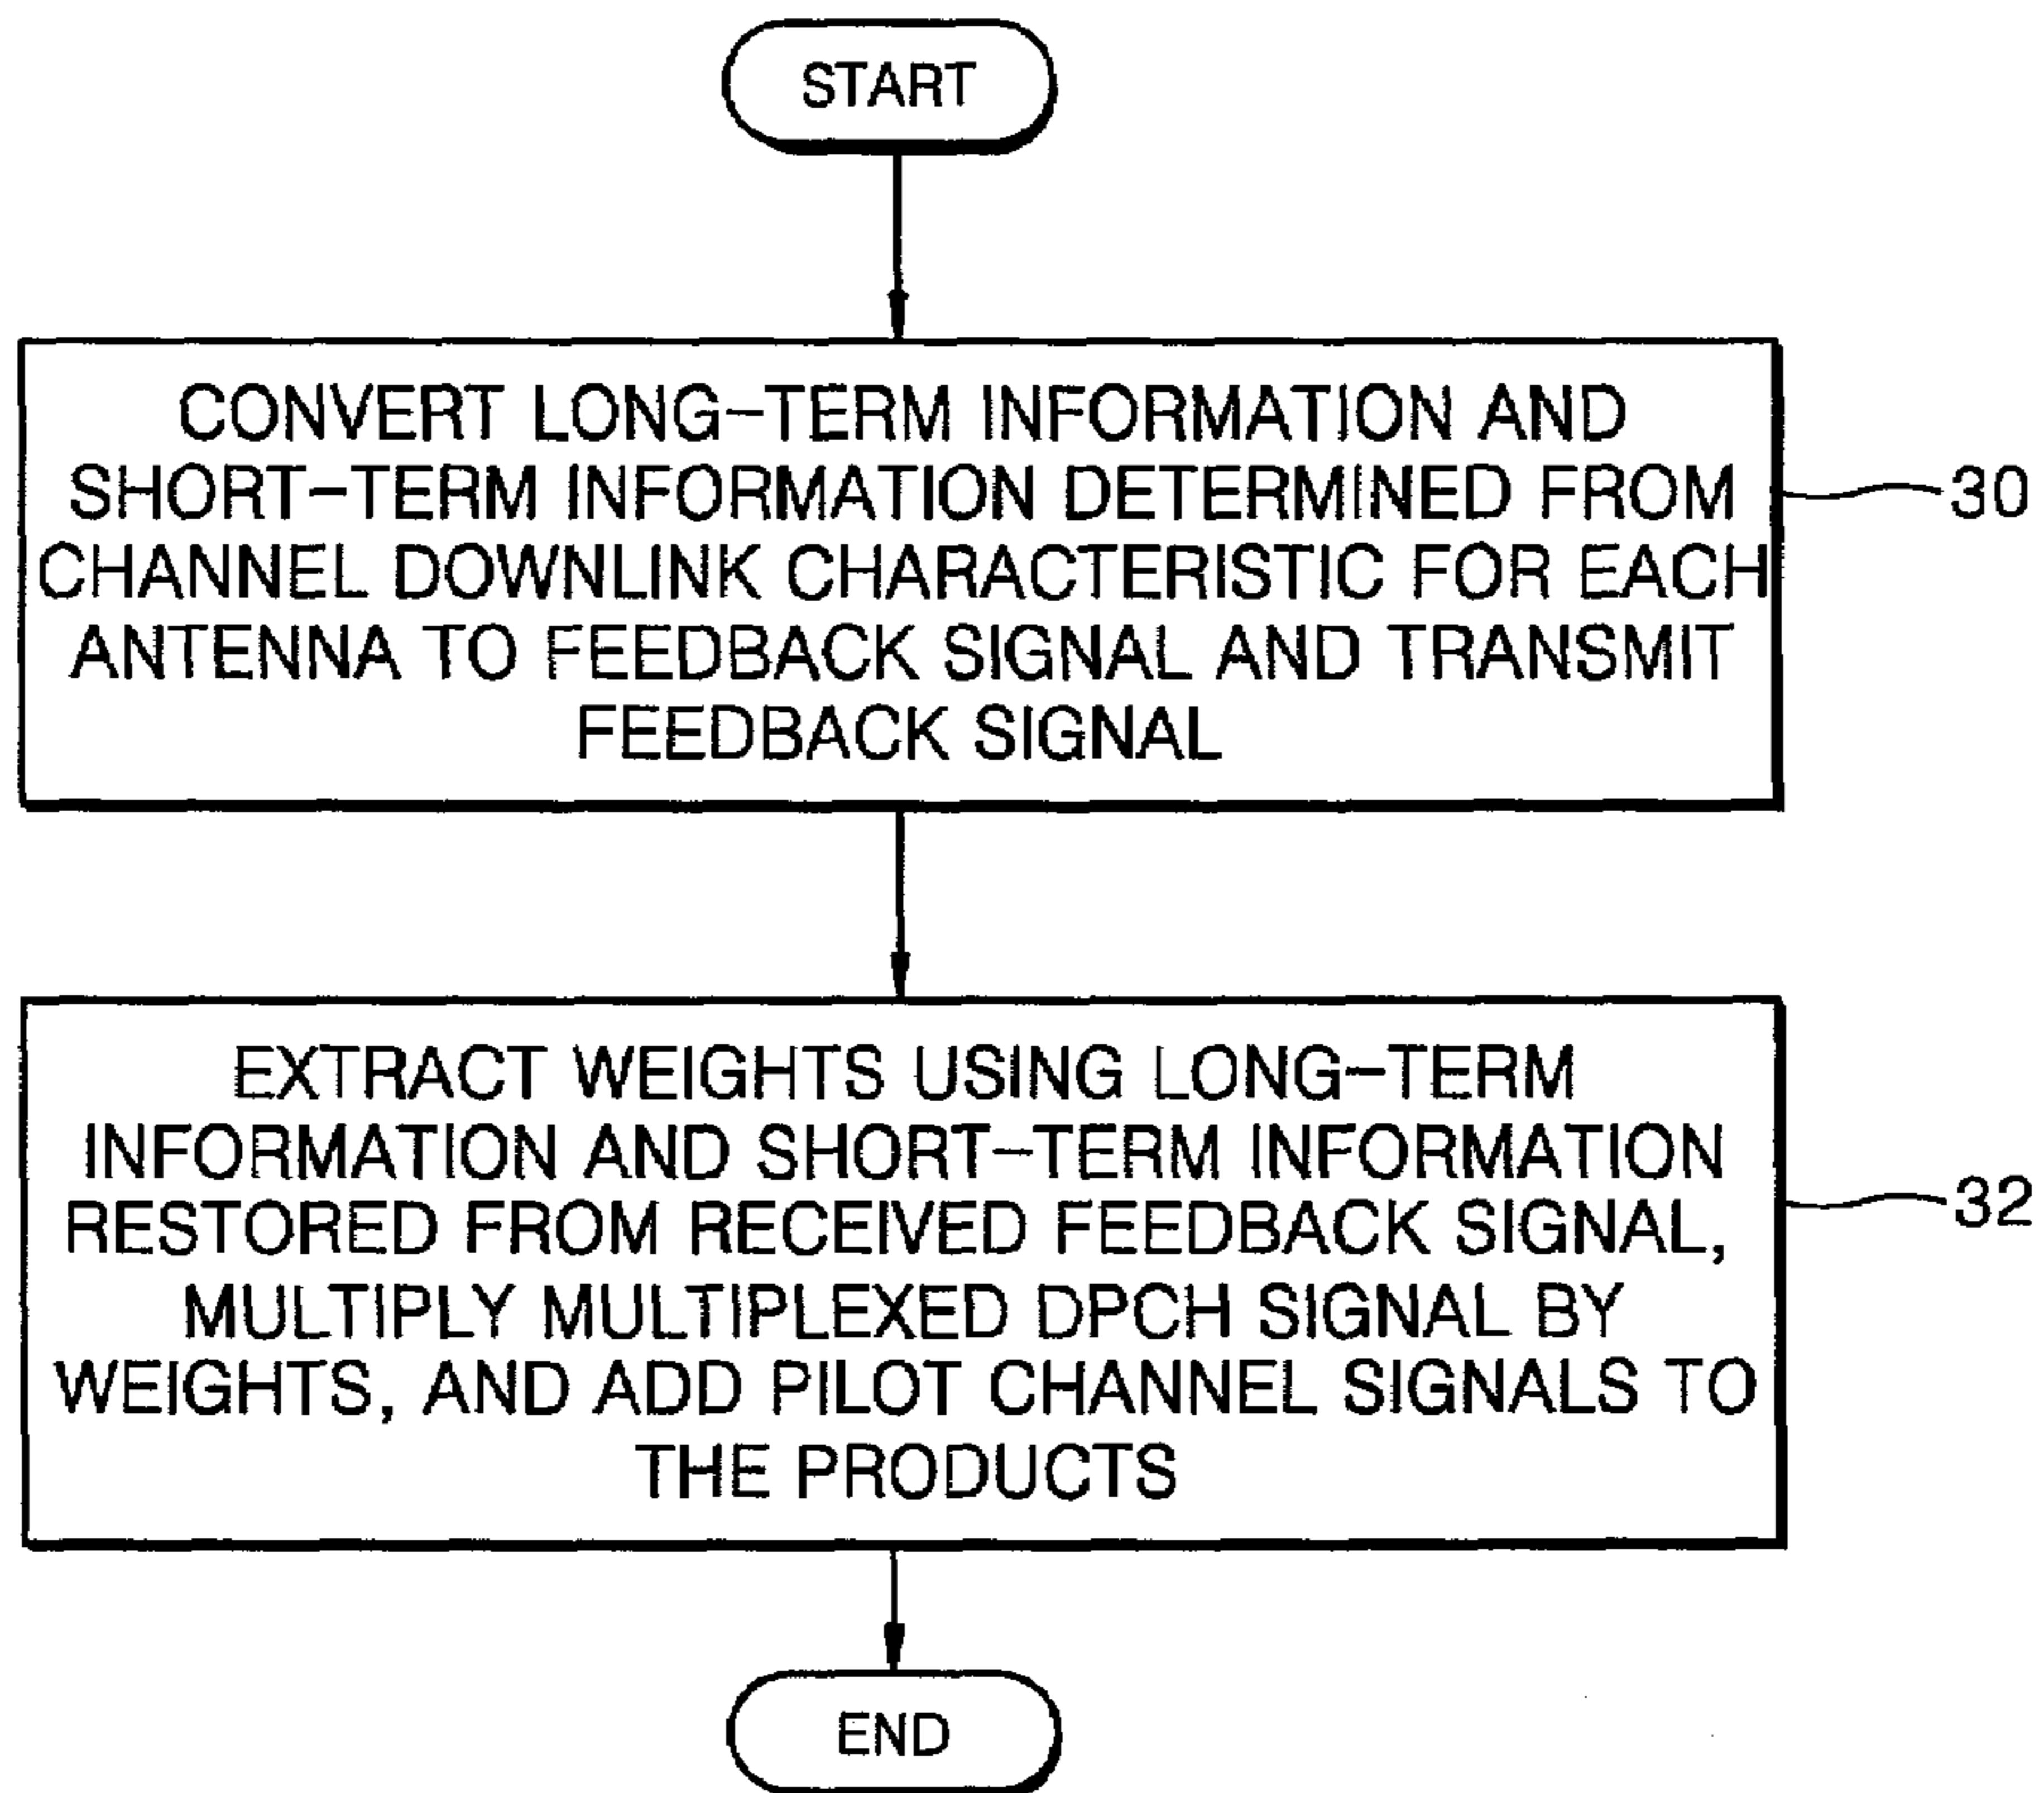 START
CONVERT LONG-TERM INFORMATION AND
SHORT-TERM INFORMATION DETERMINED FROM
CHANNEL DOWNLINK CHARACTERISTIC FOR EACH
ANTENNA TO FEEDBACK SIGNAL AND TRANSMIT
FEEDBACK SIGNAL
30
EXTRACT WEIGHTS USING LONG-TERM
INFORMATION AND SHORT-TERM INFORMATION
RESTORED FROM RECEIVED FEEDBACK SIGNAL,
MULTIPLY MULTIPLEXED DPCH SIGNAL BY
WEIGHTS, AND ADD PILOT CHANNEL SIGNALS TO
THE PRODUCTS
32
END